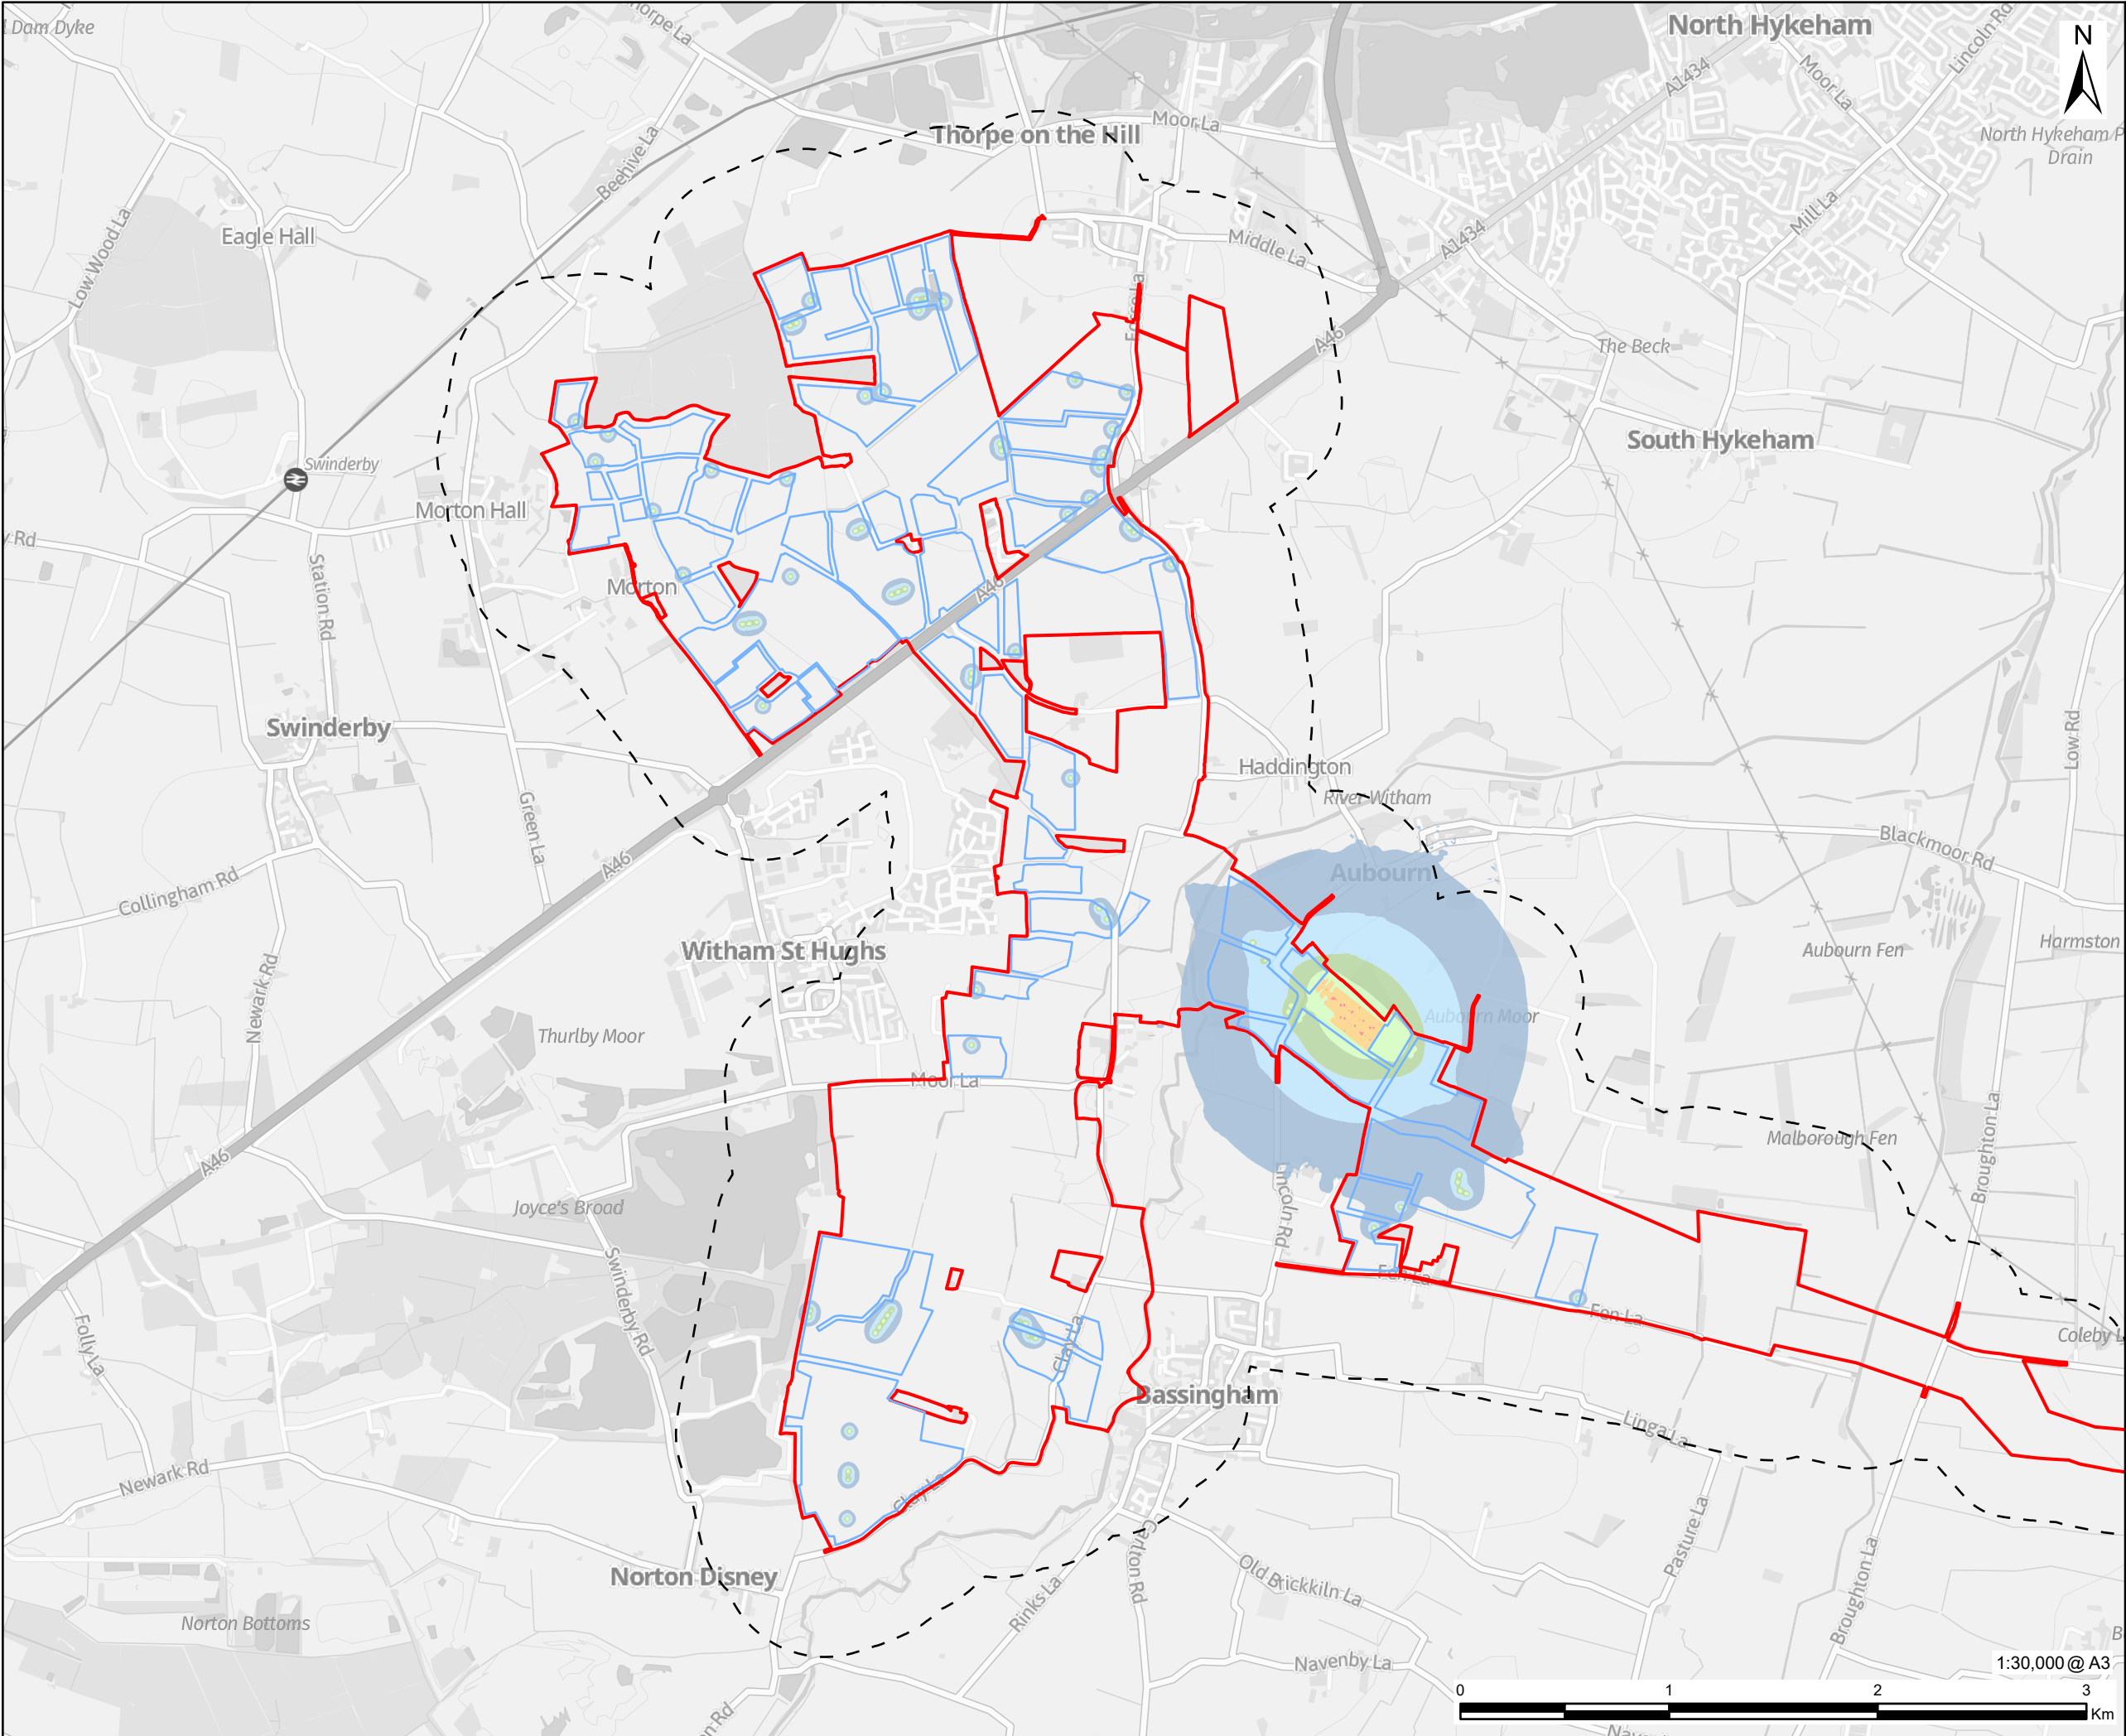 Dam Dyke
Thorpe La
North Hykeham
Lincoln Rd
N
Moor La
A1434
Thorpe on the Hill
Moor La
North Hykeham P
Drain
Beehive La
Low Wood La
Eagle Hall
Middle La
A1434
Mill La
Fosse La
A46
The Beck
South Hykeham
Swinderby
Morton Hall
y Rd
Station Rd
Morton
A46
Swinderby
Haddington
River Witham
Low Rd
Green La
A46
Blackmoor Rd
Aubourn
Collingham Rd
Witham St Hughs
Aubourn Fen
Harmston
Newark Rd
Thurlby Moor
Aubourn Moor
Moor La
A46
Malborough Fen
Broughton La
Joyce's Broad
Lincoln Rd
Swinderby Rd
Fen La
Fen La
Folly La
Clay La
Coleby L
Bassingham
Linga La
Newark Rd
Clay La
Pasture La
Carlton Rd
Norton Disney
Old Brickkiln La
Rinks La
Broughton La
Norton Bottoms
B
Navenby La
1:30,000 @ A3
n Rd
0 1 2 3
Km
Nav